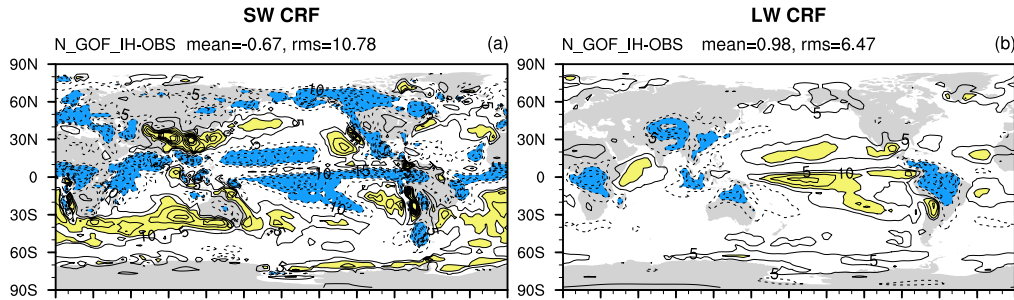 SW CRF
N_GOF_IH-OBS mean=-0.67, rms=10.78 (a)
90N
60N
30N
0
30S
60S
90S
LW CRF
N_GOF_IH-OBS mean=0.98, rms=6.47 (b)
90N
60N
30N
0
30S
60S
90S